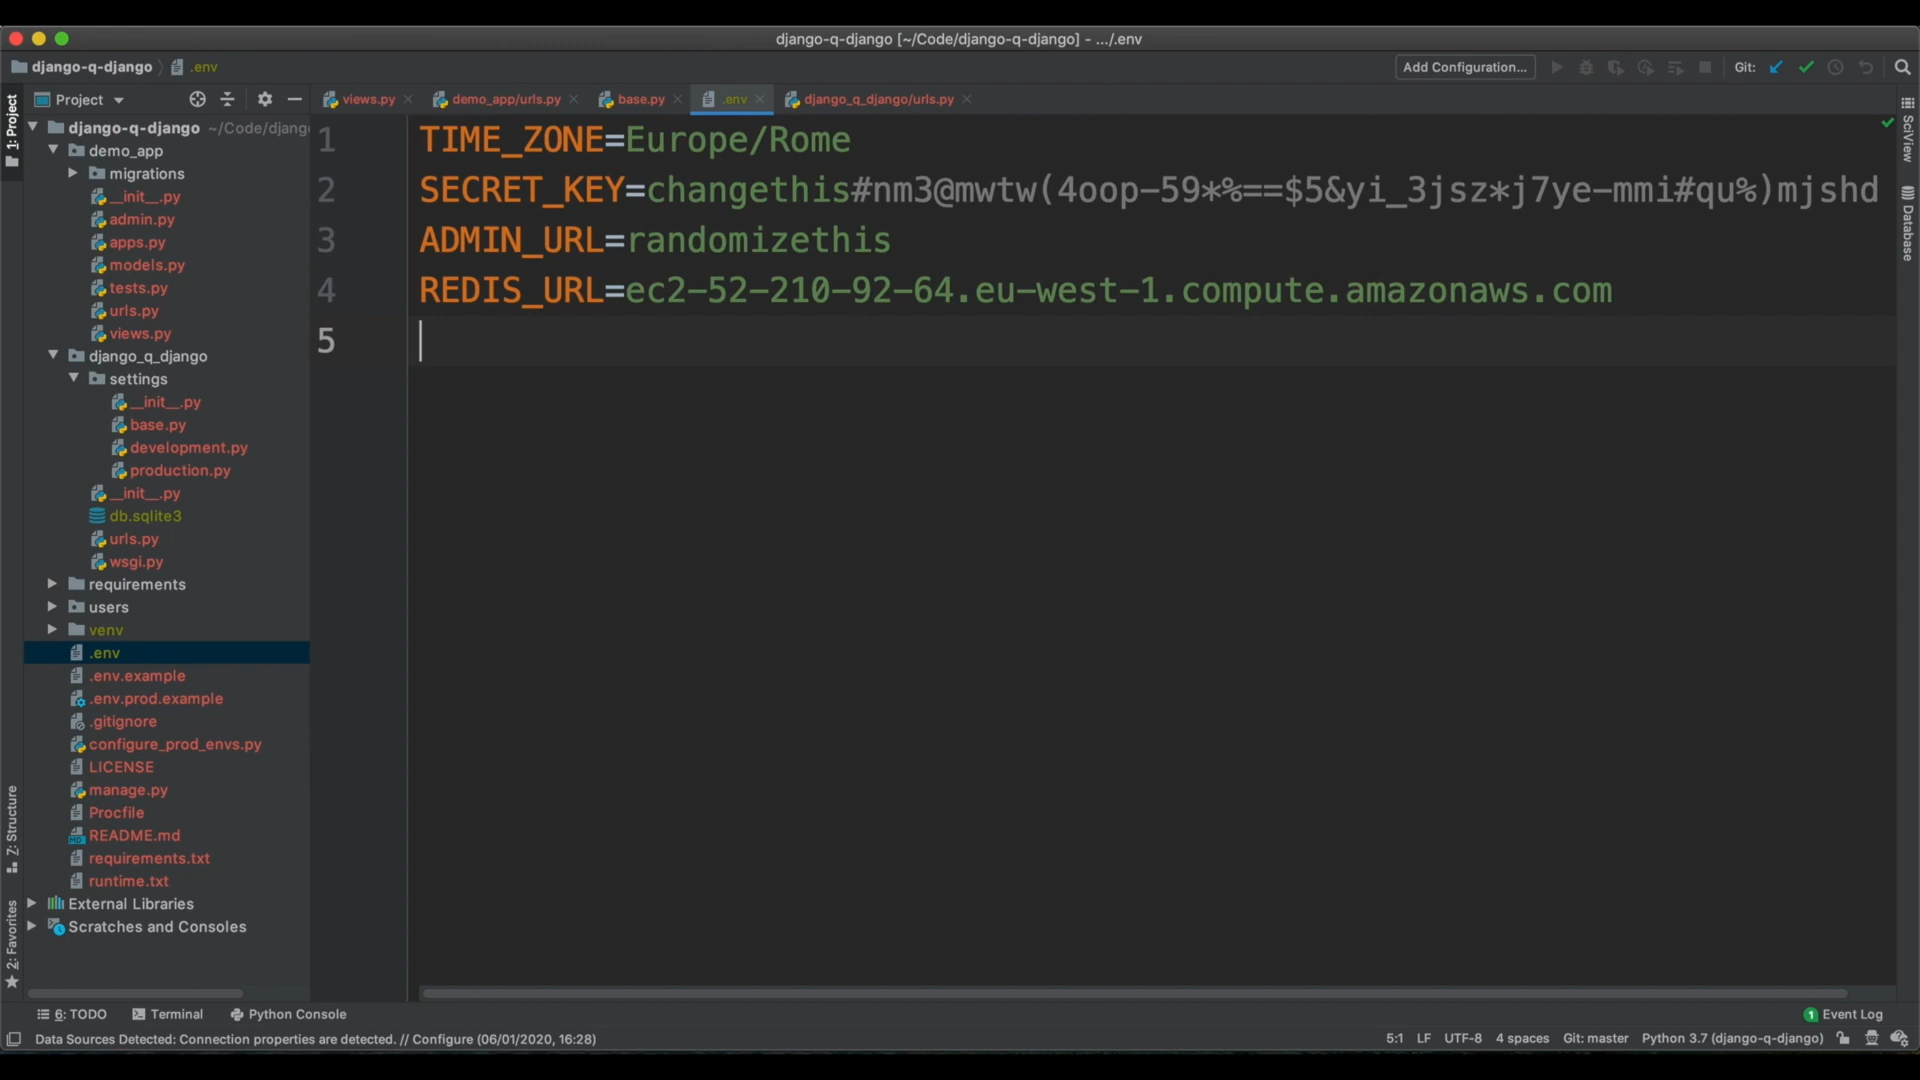 django-q-django [~/Code/django-q-django] - .../.env
django-q-django
.env
Add Configuration...
Git:
Project
views.py
demo_app/urls.py
base.py
.env
django_q_django/urls.py
1: Project
django-q-django ~/Code/djang
demo_app
migrations
__init__.py
admin.py
apps.py
models.py
tests.py
urls.py
views.py
django_q_django
settings
__init__.py
base.py
development.py
production.py
__init__.py
db.sqlite3
urls.py
wsgi.py
requirements
users
venv
.env
.env.example
.env.prod.example
.gitignore
configure_prod_envs.py
LICENSE
manage.py
Procfile
README.md
requirements.txt
runtime.txt
External Libraries
Scratches and Consoles
Z: Structure
2: Favorites
1 TIME_ZONE=Europe/Rome
2 SECRET_KEY=changethis#nm3@mwtw(4oop-59*%==$5&yi_3jsz*j7ye-mmi#qu%)mjshd
3 ADMIN_URL=randomizethis
4 REDIS_URL=ec2-52-210-92-64.eu-west-1.compute.amazonaws.com
5
SciView
Database
6: TODO
Terminal
Python Console
1 Event Log
Data Sources Detected: Connection properties are detected. // Configure (06/01/2020, 16:28)
5:1 LF UTF-8 4 spaces Git: master Python 3.7 (django-q-django)